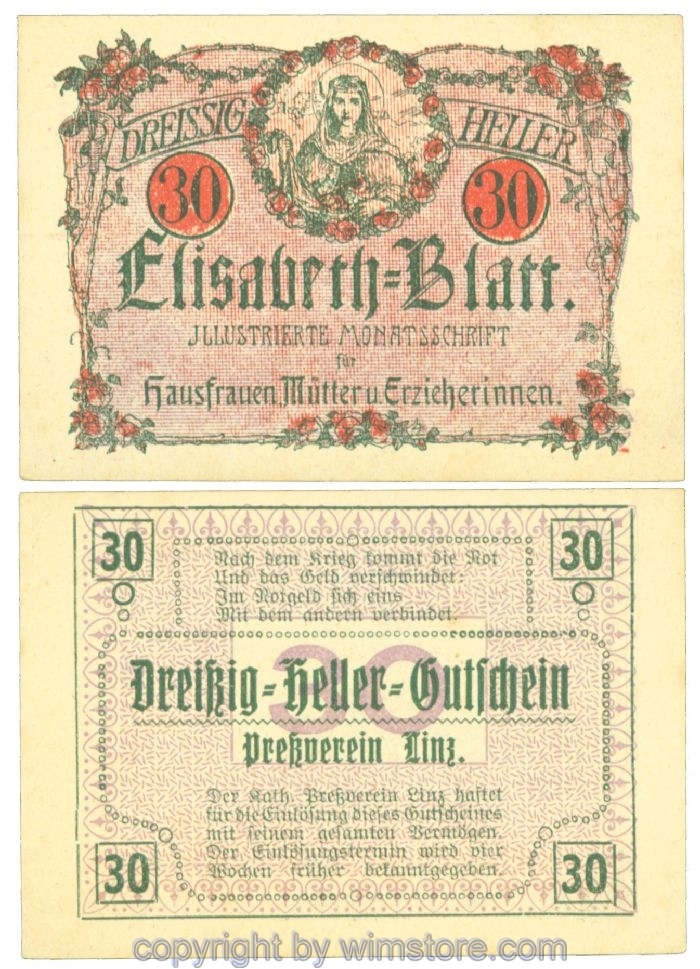 DREISSIG HELLER
30 30
Elisabeth=Blatt.
JLLUSTRIERTE MONATSSCHRIFT
für
Hausfrauen, Mütter u. Erzieherinnen.
30 30
Nach dem Krieg kommt die Not
Und das Geld verschwindet:
Im Notgeld sich eins
Mit dem andern verbindet.
30
Dreißig=Heller=Gutschein
Preßverein Linz.
Der Kath. Preßverein Linz haftet
für die Einlösung dieses Gutscheines
mit seinem gesamten Vermögen.
Der Einlösungstermin wird vier
Wochen früher bekanntgegeben.
30 30
copyright by wimstore.com